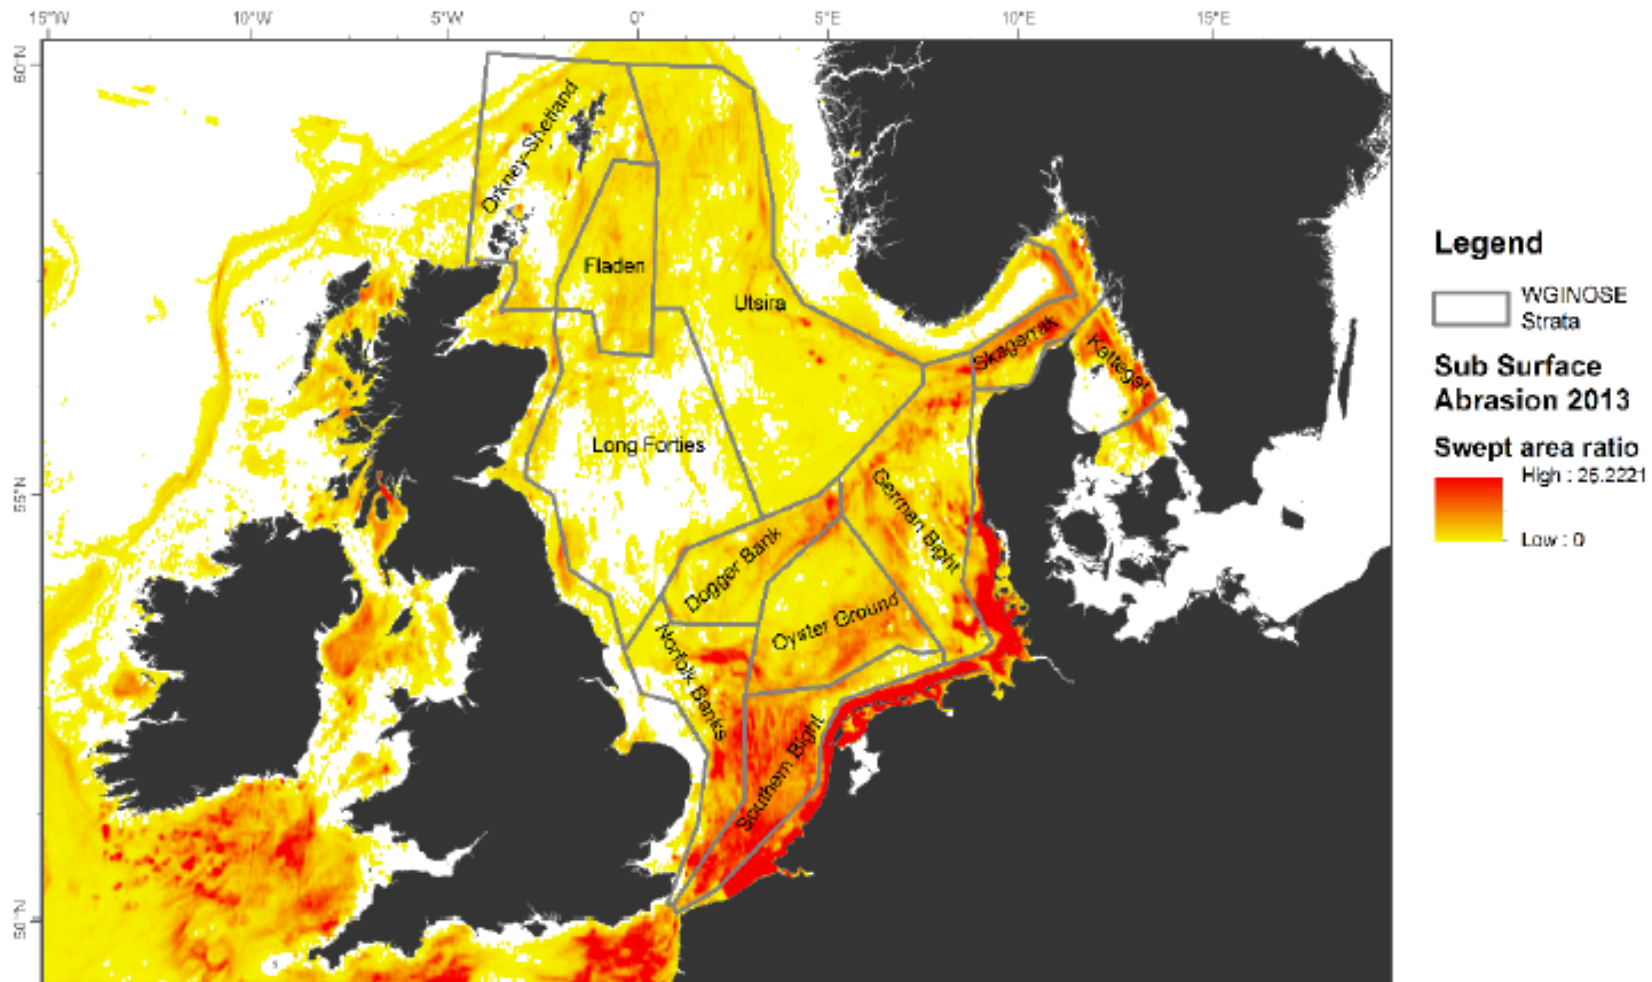 15°W 10°W 5°W 0° 5°E 10°E 15°E
60°N
55°N
50°N
Orkney-Shetland
Fladen
Utsira
Skagarrak
Kattegat
Long Forties
German Bight
Dogger Bank
Oyster Ground
Norfolk Banks
Southern Bight
Legend
WGINOSE
Strata
Sub Surface
Abrasion 2013
Swept area ratio
High : 25.2221
Low : 0